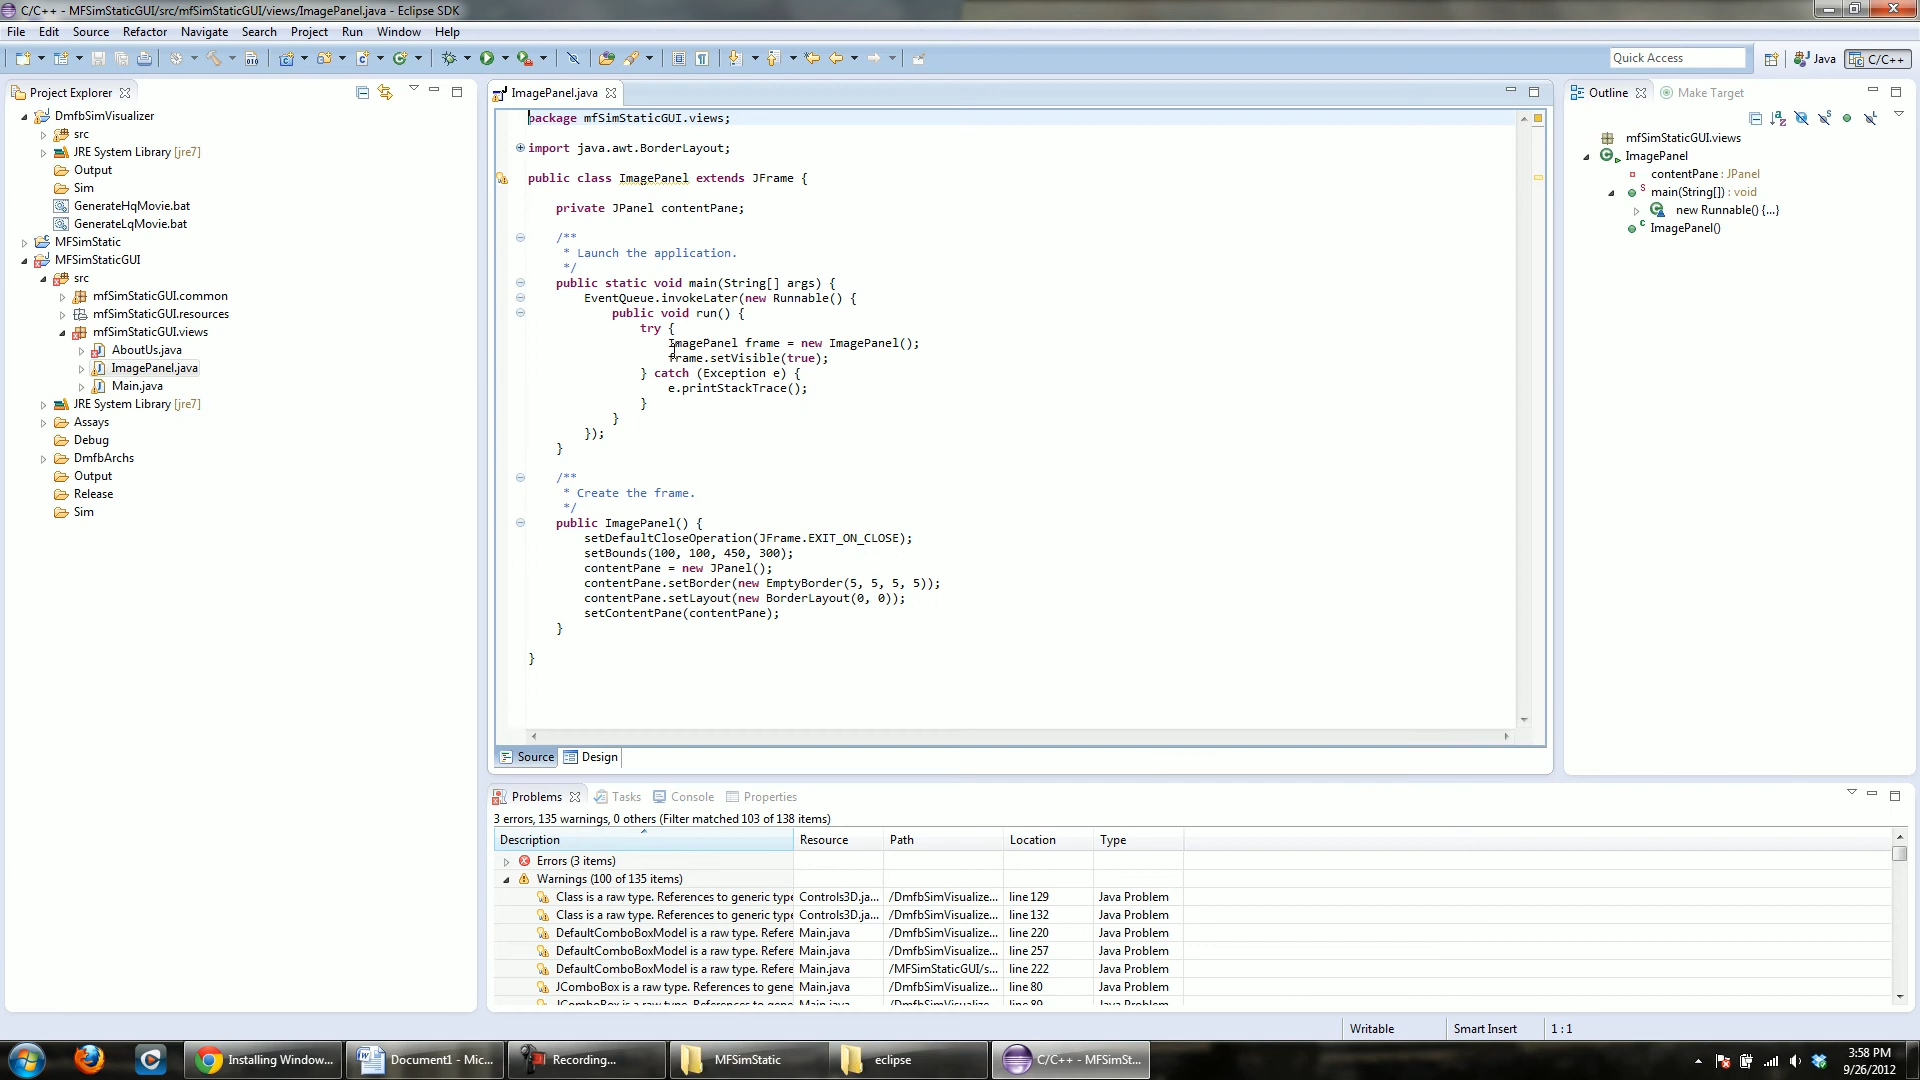 C/C++ - MFSimStaticGUI/src/mfSimStaticGUI/views/ImagePanel.java - Eclipse SDK
File Edit Source Refactor Navigate Search Project Run Window Help
Quick Access
Java
C/C++
Project Explorer
DmfbSimVisualizer
src
JRE System Library [jre7]
Output
Sim
GenerateHqMovie.bat
GenerateLqMovie.bat
MFSimStatic
MFSimStaticGUI
src
mfSimStaticGUI.common
mfSimStaticGUI.resources
mfSimStaticGUI.views
AboutUs.java
ImagePanel.java
Main.java
JRE System Library [jre7]
Assays
Debug
DmfbArchs
Output
Release
Sim
ImagePanel.java
package mfSimStaticGUI.views;
import java.awt.BorderLayout;
public class ImagePanel extends JFrame {
private JPanel contentPane;
/**
* Launch the application.
*/
public static void main(String[] args) {
EventQueue.invokeLater(new Runnable() {
public void run() {
try {
ImagePanel frame = new ImagePanel();
frame.setVisible(true);
} catch (Exception e) {
e.printStackTrace();
}
}
});
}
/**
* Create the frame.
*/
public ImagePanel() {
setDefaultCloseOperation(JFrame.EXIT_ON_CLOSE);
setBounds(100, 100, 450, 300);
contentPane = new JPanel();
contentPane.setBorder(new EmptyBorder(5, 5, 5, 5));
contentPane.setLayout(new BorderLayout(0, 0));
setContentPane(contentPane);
}
}
Source Design
Outline Make Target
mfSimStaticGUI.views
ImagePanel
contentPane : JPanel
main(String[]) : void
new Runnable() {...}
ImagePanel()
Problems Tasks Console Properties
3 errors, 135 warnings, 0 others (Filter matched 103 of 138 items)
Description Resource Path Location Type
Errors (3 items)
Warnings (100 of 135 items)
Class is a raw type. References to generic type Controls3D.ja... /DmfbSimVisualize... line 129 Java Problem
Class is a raw type. References to generic type Controls3D.ja... /DmfbSimVisualize... line 132 Java Problem
DefaultComboBoxModel is a raw type. Refere Main.java /DmfbSimVisualize... line 220 Java Problem
DefaultComboBoxModel is a raw type. Refere Main.java /DmfbSimVisualize... line 257 Java Problem
DefaultComboBoxModel is a raw type. Refere Main.java /MFSimStaticGUI/s... line 222 Java Problem
JComboBox is a raw type. References to gene Main.java /DmfbSimVisualize... line 80 Java Problem
JComboBox is a raw type. References to gene Main.java /DmfbSimVisualize... line 89 Java Problem
Writable Smart Insert 1 : 1
Installing Window... Document1 - Mic... Recording... MFSimStatic eclipse C/C++ - MFSimSt...
3:58 PM
9/26/2012